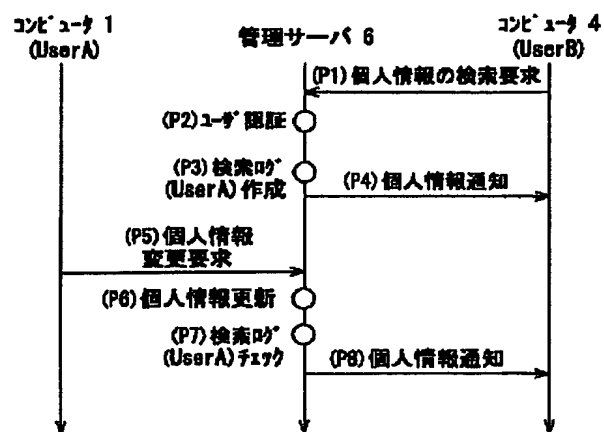 コンピュータ 1
(UserA)
管理サーバ 6
コンピュータ 4
(UserB)
(P1)個人情報の検索要求
(P2)ユーザ認証
(P3)検索ログ
(UserA)作成
(P4)個人情報通知
(P5)個人情報
変更要求
(P6)個人情報更新
(P7)検索ログ
(UserA)チェック
(P8)個人情報通知